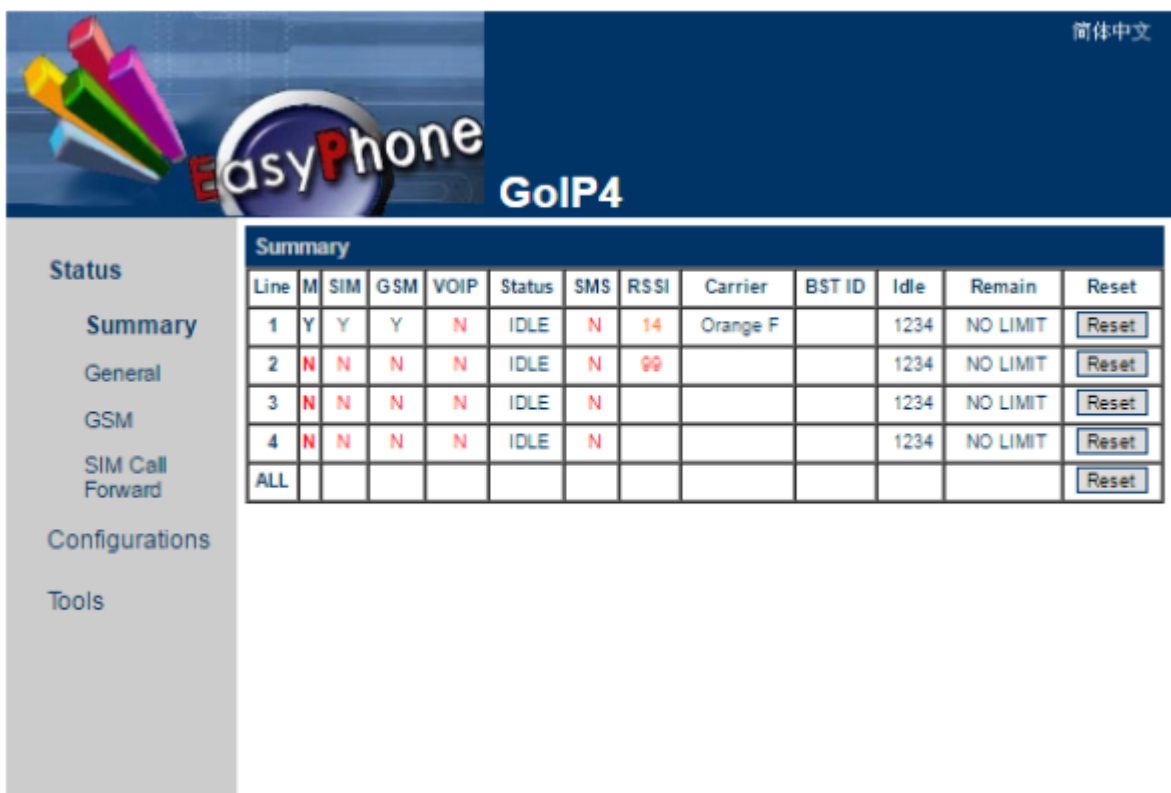 简体中文
EasyPhone
GoIP4
Status
Summary
General
GSM
SIM Call
Forward
Configurations
Tools
Summary
Line M SIM GSM VOIP Status SMS RSSI Carrier BST ID Idle Remain Reset
1 Y Y Y N IDLE N 14 Orange F 1234 NO LIMIT Reset
2 N N N N IDLE N 99 1234 NO LIMIT Reset
3 N N N N IDLE N 1234 NO LIMIT Reset
4 N N N N IDLE N 1234 NO LIMIT Reset
ALL Reset